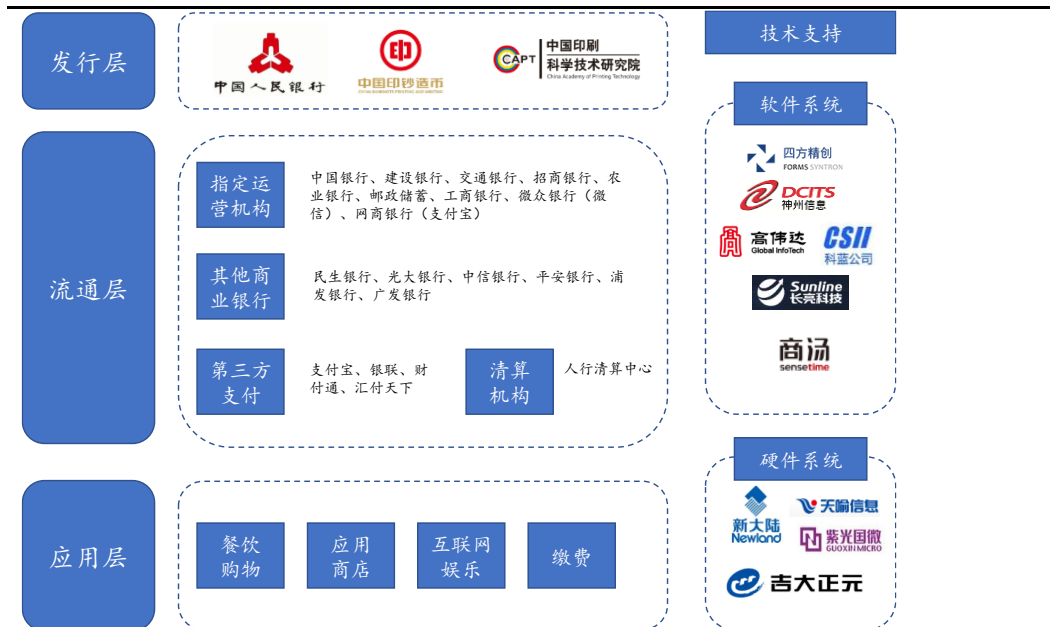 发行层
中国人民银行
中国印钞造币
CAPT
中国印刷
科学技术研究院
China Academy of Printing Technology
流通层
指定运
营机构
中国银行、建设银行、交通银行、招商银行、农
业银行、邮政储蓄、工商银行、微众银行（微
信）、网商银行（支付宝）
其他商
业银行
民生银行、光大银行、中信银行、平安银行、浦
发银行、广发银行
第三方
支付
支付宝、银联、财
付通、汇付天下
清算
机构
人行清算中心
应用层
餐饮
购物
应用
商店
互联网
娱乐
缴费
技术支持
软件系统
四方精创
FORMS SYNTRON
DCITS
神州信息
高伟达
Global InfoTech
CSII
科蓝公司
Sunline
长亮科技
商汤
sensetime
硬件系统
新大陆
Newland
天喻信息
紫光国微
GUOXIN MICRO
吉大正元